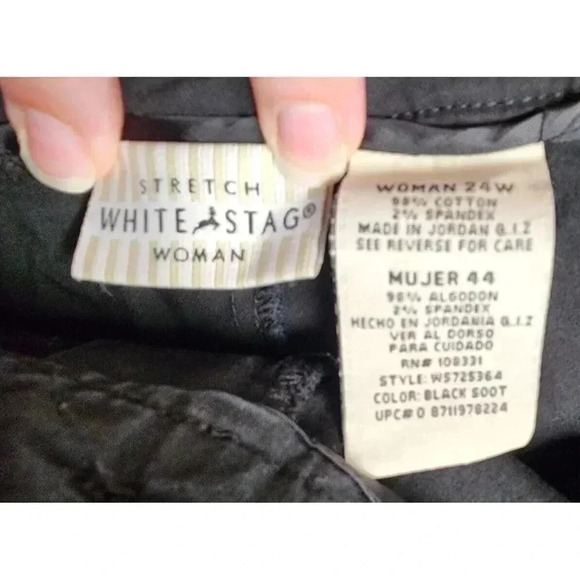 STRETCH
WHITE STAG®
WOMAN
WOMAN 24W
98% COTTON
2% SPANDEX
MADE IN JORDAN Q.I.Z
SEE REVERSE FOR CARE
MUJER 44
98% ALGODON
2% SPANDEX
HECHO EN JORDANIA Q.I.Z
VER AL DORSO
PARA CUIDADO
RN# 108331
STYLE: WS725364
COLOR: BLACK SOOT
UPC# 0 8711978224